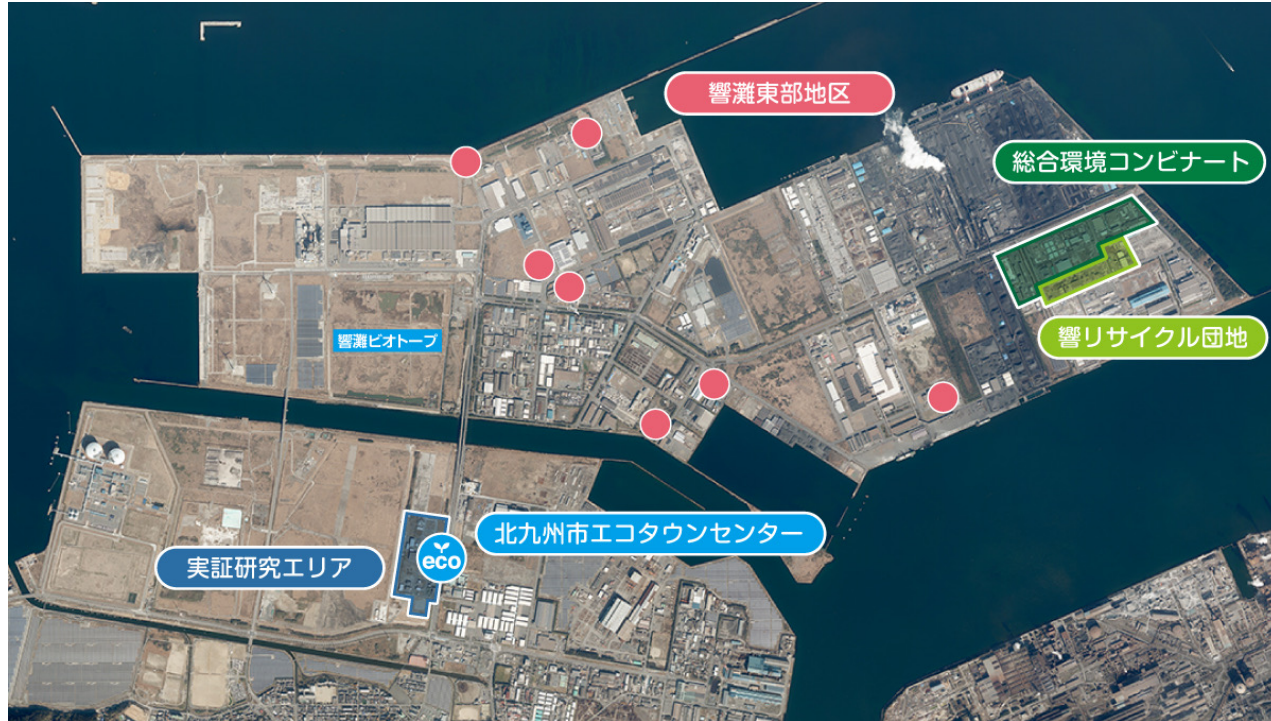 響灘東部地区
総合環境コンビナート
響リサイクル団地
響灘ビオトープ
北九州市エコタウンセンター
eco
実証研究エリア